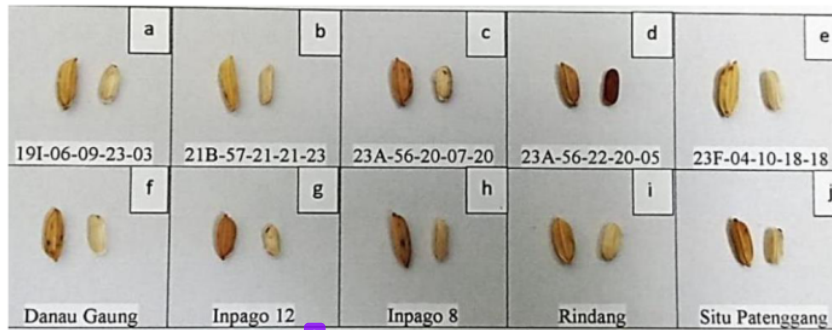 a
b
c
d
e
19I-06-09-23-03
21B-57-21-21-23
23A-56-20-07-20
23A-56-22-20-05
23F-04-10-18-18
f
g
h
i
j
Danau Gaung
Inpago 12
Inpago 8
Rindang
Situ Patenggang